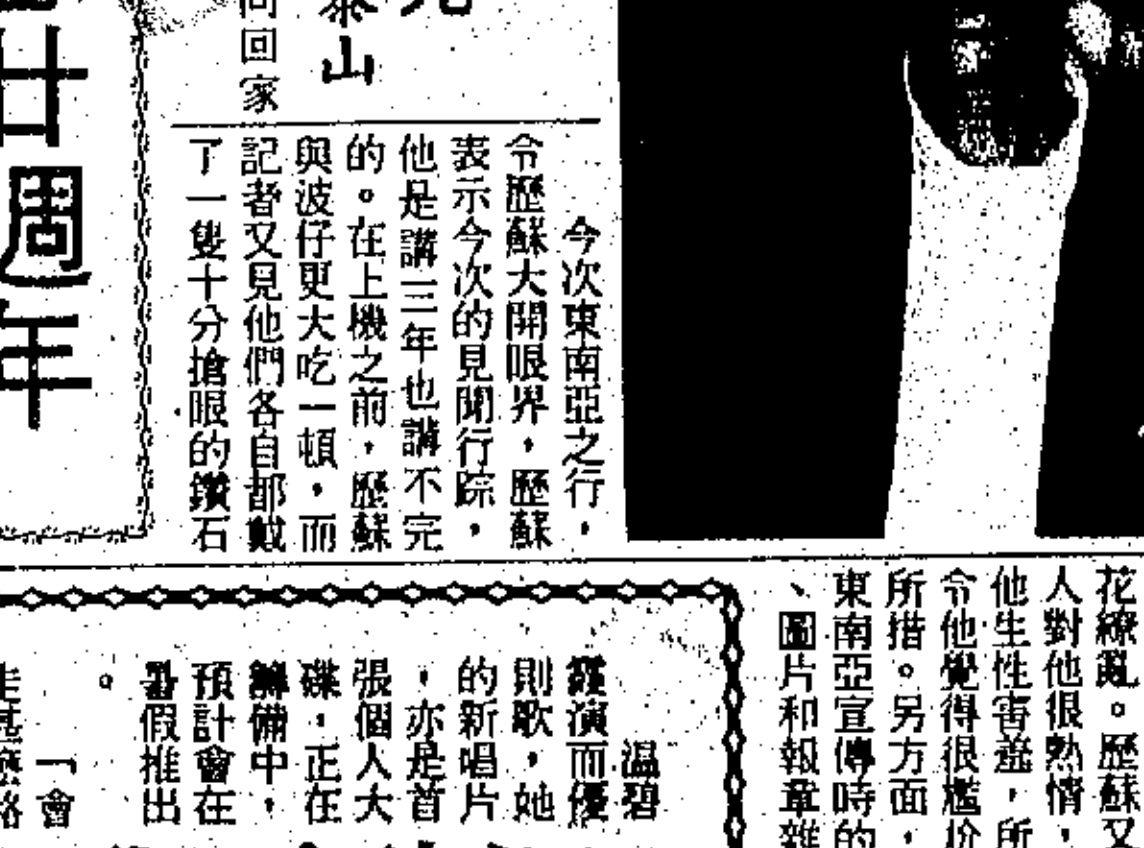 泰山
回家
今次東南亞之行，
令歷蘇大開眼界，歷蘇
表示今次的見聞行踪，
他是講三年也講不完
的。在上機之前，歷蘇
與波仔更大吃一頓，而
記者又見他們各自都戴
了一隻十分搶眼的鑽石
廿週年
花繚亂。歷蘇又
人對他很熱情，
他生性害羞，所
令他覺得很尷尬
所措。另方面，
東南亞宣傳時的
、圖片和報章雜
温碧
霞演而優
則歌，她
的新唱片
，亦是首
張個人大
碟，正在
籌備中，
預計會在
暑假推出
。
「會